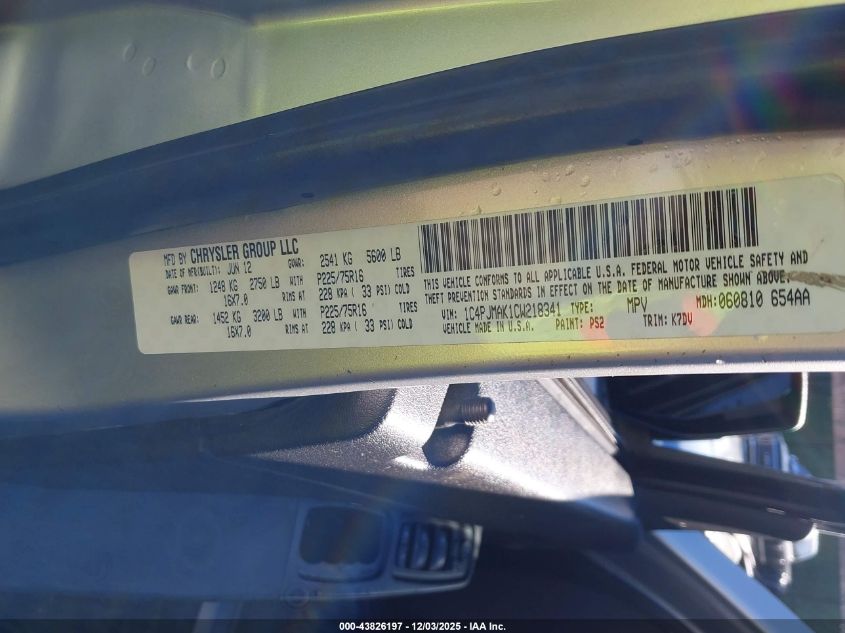 MFD BY CHRYSLER GROUP LLC
DATE OF MFR(BUILT): JUN 12 GVWR: 2541 KG 5600 LB
GAWR FRONT: 1248 KG 2750 LB WITH P225/75R16 TIRES
16X7.0 RIMS AT 228 KPA ( 33 PSI) COLD
GAWR REAR: 1452 KG 3200 LB WITH P225/75R16 TIRES
16X7.0 RIMS AT 228 KPA ( 33 PSI) COLD
THIS VEHICLE CONFORMS TO ALL APPLICABLE U.S.A. FEDERAL MOTOR VEHICLE SAFETY AND
THEFT PREVENTION STANDARDS IN EFFECT ON THE DATE OF MANUFACTURE SHOWN ABOVE.
VIN: 1C4PJMAK1CW218341 TYPE: MPV MDH: 060810 654AA
VEHICLE MADE IN U.S.A. PAINT: PS2 TRIM: K7DV
000-43826197 - 12/03/2025 - IAA Inc.